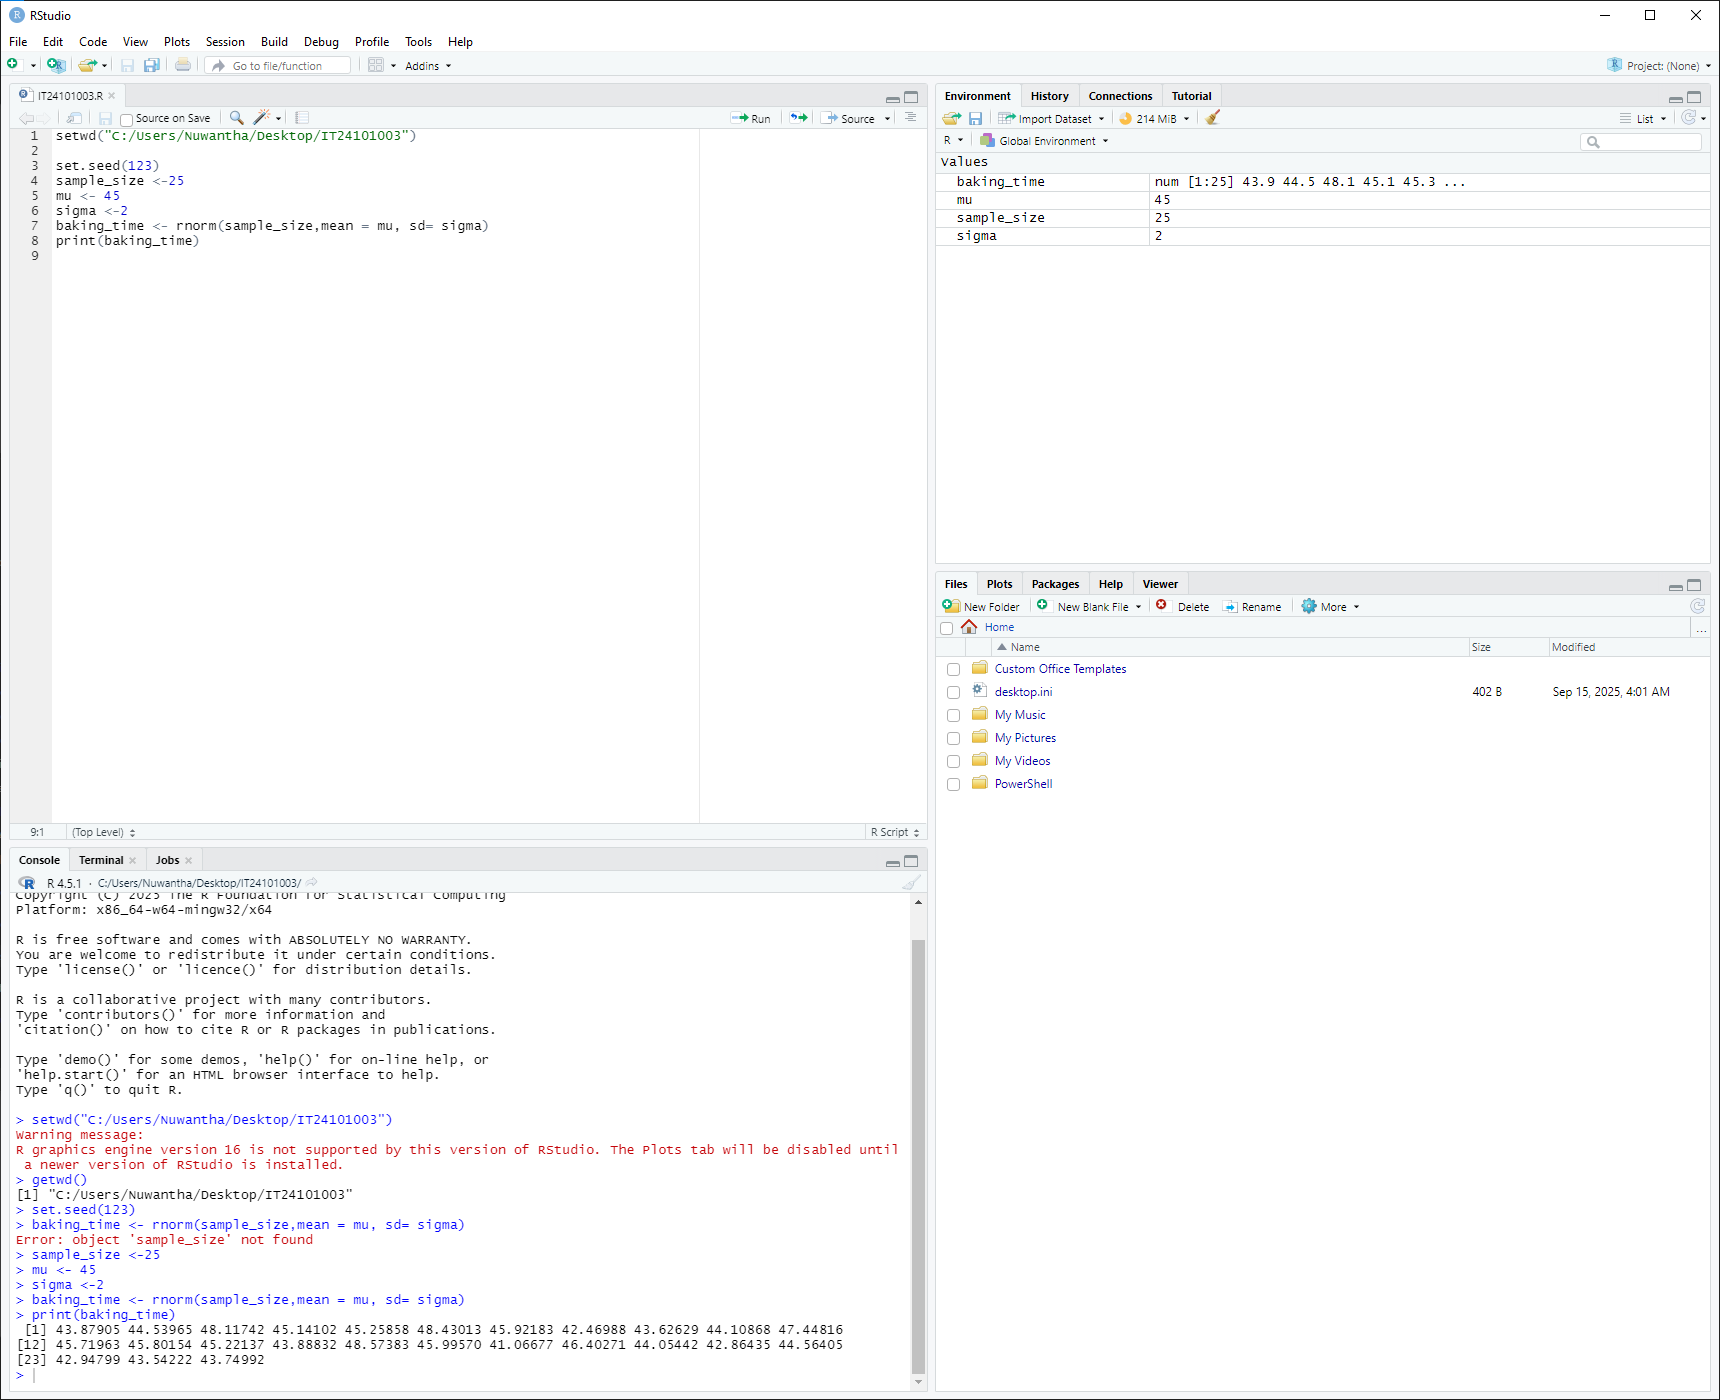 RStudio
File Edit Code View Plots Session Build Debug Profile Tools Help
Go to file/function Addins Project: (None)
IT24101003.R
Source on Save Run Source
1 setwd("C:/Users/Nuwantha/Desktop/IT24101003")
2
3 set.seed(123)
4 sample_size <-25
5 mu <- 45
6 sigma <-2
7 baking_time <- rnorm(sample_size,mean = mu, sd= sigma)
8 print(baking_time)
9
9:1 (Top Level) R Script
Console Terminal Jobs
R 4.5.1 · C:/Users/Nuwantha/Desktop/IT24101003/
Copyright (C) 2025 The R Foundation for Statistical Computing
Platform: x86_64-w64-mingw32/x64
R is free software and comes with ABSOLUTELY NO WARRANTY.
You are welcome to redistribute it under certain conditions.
Type 'license()' or 'licence()' for distribution details.
R is a collaborative project with many contributors.
Type 'contributors()' for more information and
'citation()' on how to cite R or R packages in publications.
Type 'demo()' for some demos, 'help()' for on-line help, or
'help.start()' for an HTML browser interface to help.
Type 'q()' to quit R.
> setwd("C:/Users/Nuwantha/Desktop/IT24101003")
Warning message:
R graphics engine version 16 is not supported by this version of RStudio. The Plots tab will be disabled until
a newer version of RStudio is installed.
> getwd()
[1] "C:/Users/Nuwantha/Desktop/IT24101003"
> set.seed(123)
> baking_time <- rnorm(sample_size,mean = mu, sd= sigma)
Error: object 'sample_size' not found
> sample_size <-25
> mu <- 45
> sigma <-2
> baking_time <- rnorm(sample_size,mean = mu, sd= sigma)
> print(baking_time)
[1] 43.87905 44.53965 48.11742 45.14102 45.25858 48.43013 45.92183 42.46988 43.62629 44.10868 47.44816
[12] 45.71963 45.80154 45.22137 43.88832 48.57383 45.99570 41.06677 46.40271 44.05442 42.86435 44.56405
[23] 42.94799 43.54222 43.74992
>
Environment History Connections Tutorial
Import Dataset 214 MiB List
R Global Environment
Values
baking_time num [1:25] 43.9 44.5 48.1 45.1 45.3 ...
mu 45
sample_size 25
sigma 2
Files Plots Packages Help Viewer
New Folder New Blank File Delete Rename More
Home ...
Name Size Modified
Custom Office Templates
desktop.ini 402 B Sep 15, 2025, 4:01 AM
My Music
My Pictures
My Videos
PowerShell